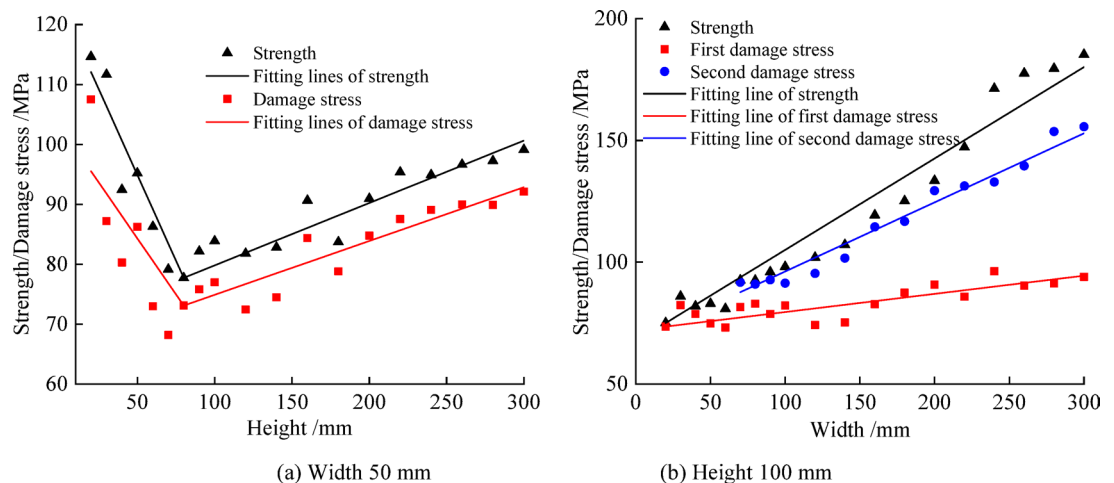 120
110
100
90
80
70
60
50
100
150
200
250
300
Strength/Damage stress /MPa
Height /mm
Strength
Fitting lines of strength
Damage stress
Fitting lines of damage stress
(a) Width 50 mm
200
150
100
50
0
50
100
150
200
250
300
Strength/Damage stress /MPa
Width /mm
Strength
First damage stress
Second damage stress
Fitting line of strength
Fitting line of first damage stress
Fitting line of second damage stress
(b) Height 100 mm